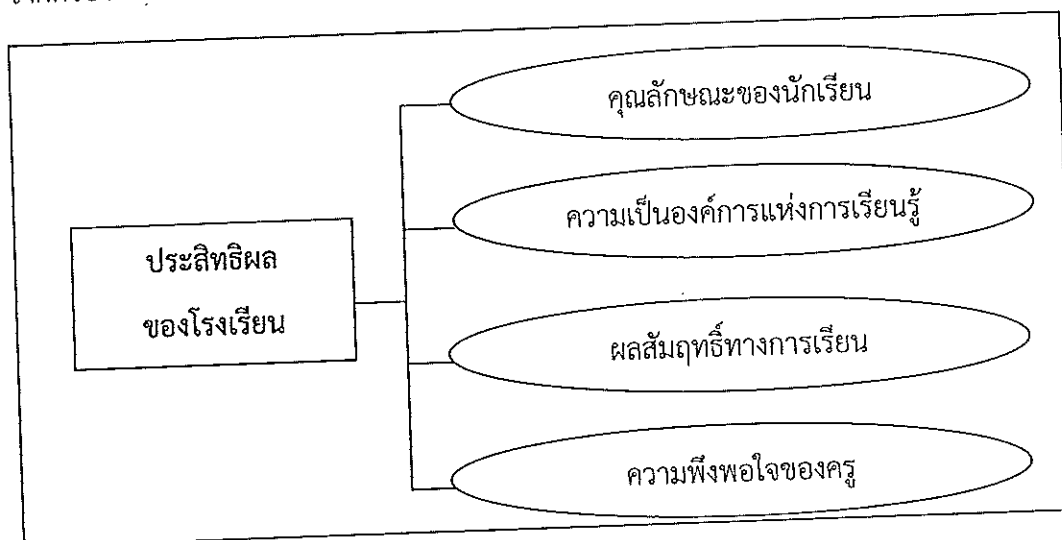 ประสิทธิผล
ของโรงเรียน
คุณลักษณะของนักเรียน
ความเป็นองค์การแห่งการเรียนรู้
ผลสัมฤทธิ์ทางการเรียน
ความพึงพอใจของครู